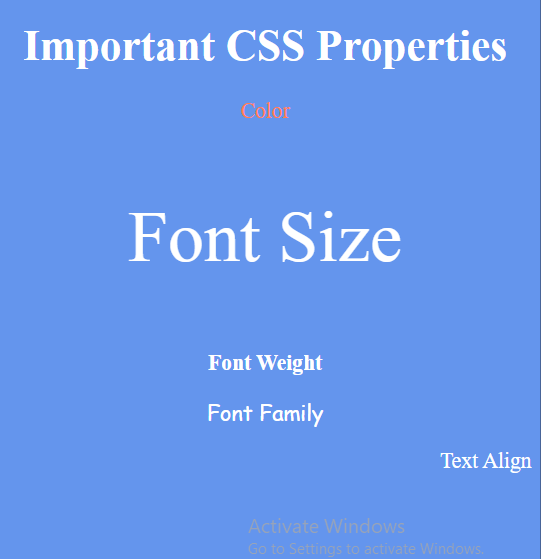 Important CSS Properties
Color
Font Size
Font Weight
Font Family
Text Align
Activate Windows
Go to Settings to activate Windows.